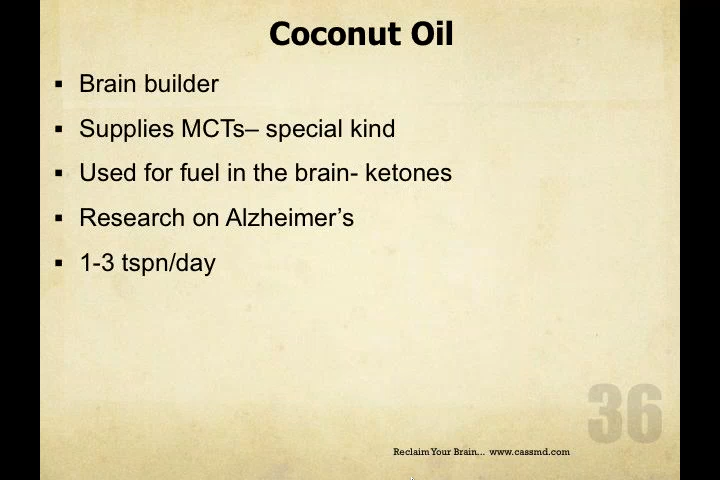 Coconut Oil
▪ Brain builder
▪ Supplies MCTs– special kind
▪ Used for fuel in the brain- ketones
▪ Research on Alzheimer’s
▪ 1-3 tspn/day
36
Reclaim Your Brain... www.cassmd.com